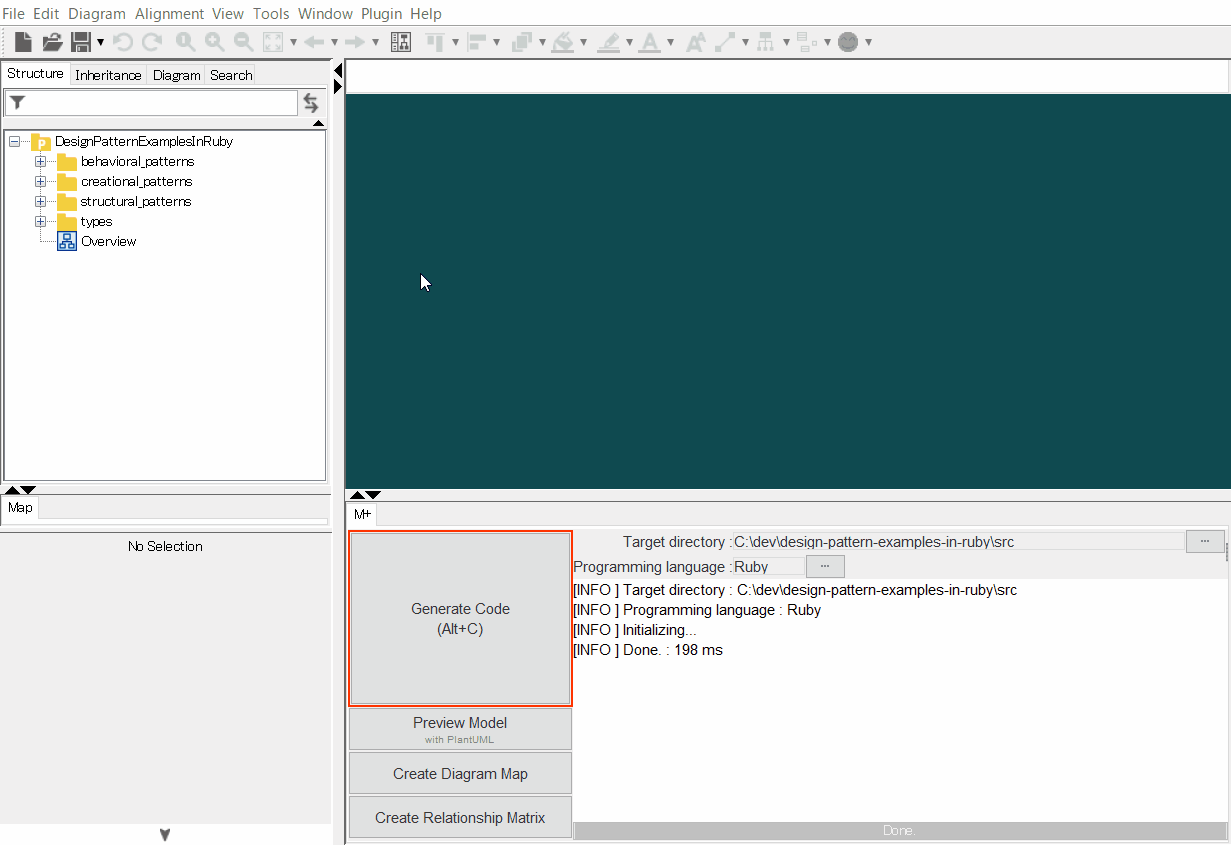 File Edit Diagram Alignment View Tools Window Plugin Help
Structure Inheritance Diagram Search
DesignPatternExamplesInRuby
behavioral_patterns
creational_patterns
structural_patterns
types
Overview
Map
No Selection
M+
Generate Code
(Alt+C)
Preview Model
with PlantUML
Create Diagram Map
Create Relationship Matrix
Target directory : C:\dev\design-pattern-examples-in-ruby\src ...
Programming language : Ruby ...
[INFO ] Target directory : C:\dev\design-pattern-examples-in-ruby\src
[INFO ] Programming language : Ruby
[INFO ] Initializing...
[INFO ] Done. : 198 ms
Done.